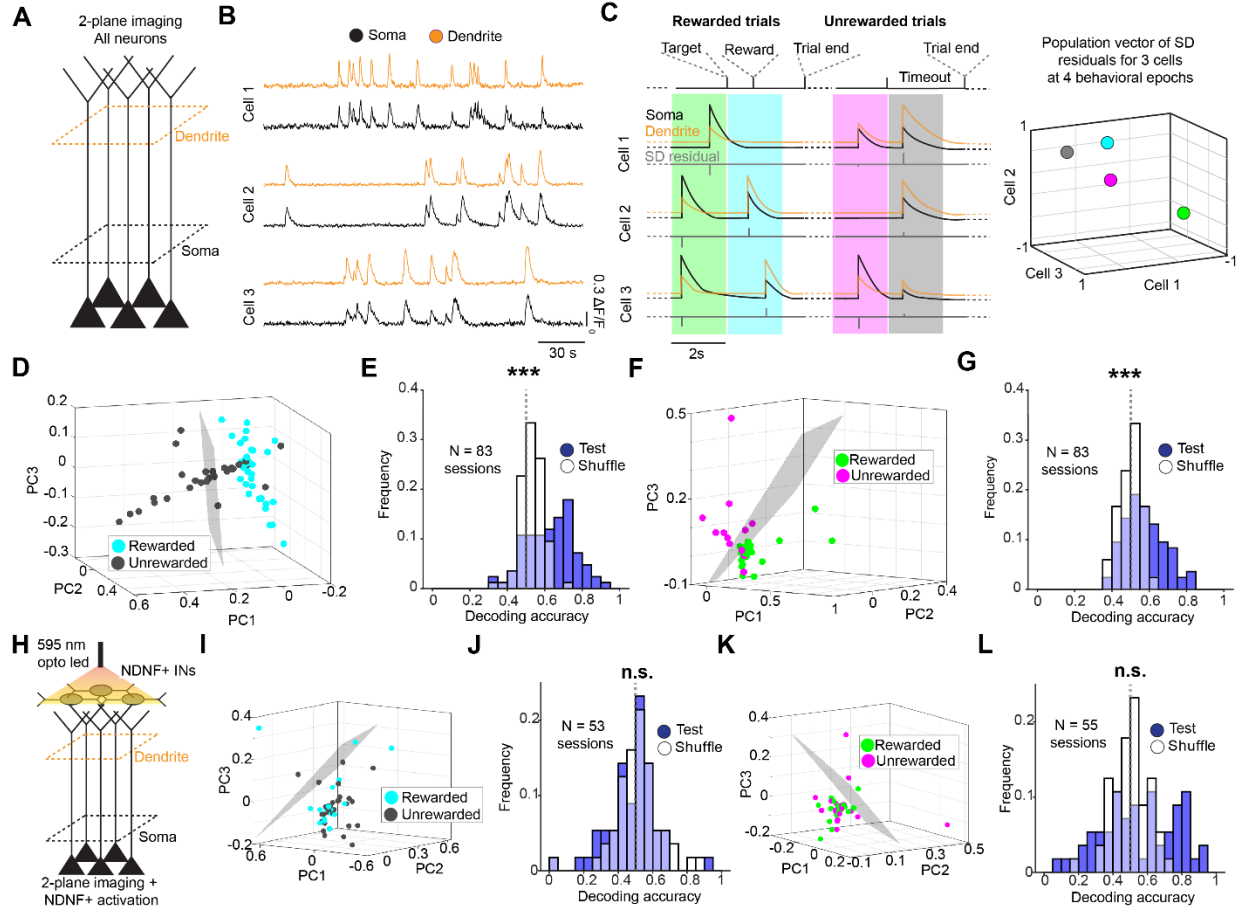 A
2-plane imaging
All neurons
Dendrite
Soma
B
Soma
Dendrite
Cell 1
Cell 2
Cell 3
0.3 ΔF/F0
30 s
C
Rewarded trials
Unrewarded trials
Target
Reward
Trial end
Trial end
Timeout
Soma
Dendrite
SD residual
Cell 1
Cell 2
Cell 3
2s
Population vector of SD
residuals for 3 cells
at 4 behavioral epochs
1
Cell 2
-1
Cell 3
1
Cell 1
-1
D
0.2
0.1
0
-0.1
-0.2
-0.3
PC3
Rewarded
Unrewarded
0
PC2
0.6
0.4
0.2
0
-0.2
PC1
E
***
0.4
0.3
0.2
0.1
0
Frequency
N = 83
sessions
Test
Shuffle
0 0.2 0.4 0.6 0.8 1
Decoding accuracy
F
0.5
0.2
-0.1
PC3
Rewarded
Unrewarded
0
0.5
1
PC1
0
0.2
0.4
PC2
G
***
0.4
0.3
0.2
0.1
0
Frequency
N = 83
sessions
Test
Shuffle
0 0.2 0.4 0.6 0.8 1
Decoding accuracy
H
595 nm
opto led
NDNF+ INs
Dendrite
Soma
2-plane imaging +
NDNF+ activation
I
0.4
0.2
0
-0.2
PC3
Rewarded
Unrewarded
0.6
0
-0.6
PC1
0
0.3
0.6
PC2
J
n.s.
0.2
0.1
0
Frequency
N = 53
sessions
Test
Shuffle
0 0.2 0.4 0.6 0.8 1
Decoding accuracy
K
0.4
0.2
0
-0.2
PC3
Rewarded
Unrewarded
-0.1
0.2
PC1
-0.1
0.1
0.3
0.5
PC2
L
n.s.
0.2
0.1
0
Frequency
N = 55
sessions
Test
Shuffle
0 0.2 0.4 0.6 0.8 1
Decoding accuracy